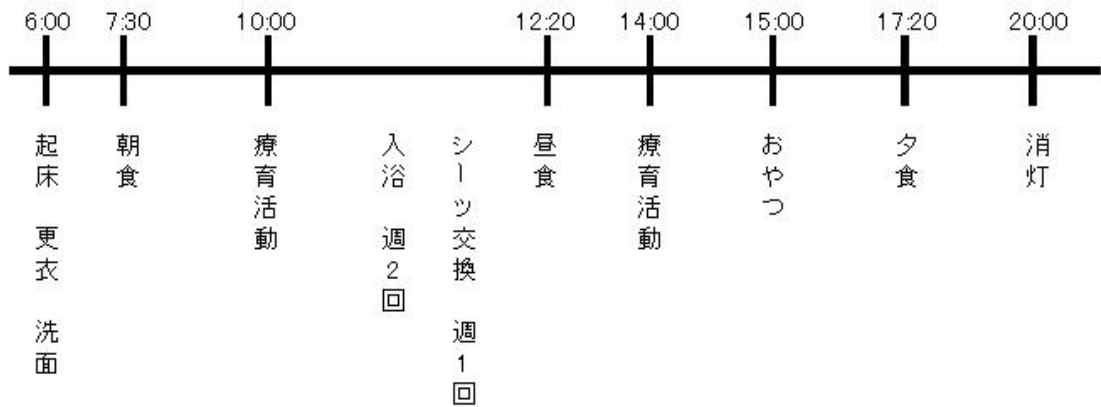 6:00 7:30 10:00 12:20 14:00 15:00 17:20 20:00
起床 更衣 洗面
朝食
療育活動
入浴 週2回
シーツ交換 週1回
昼食
療育活動
おやつ
夕食
消灯